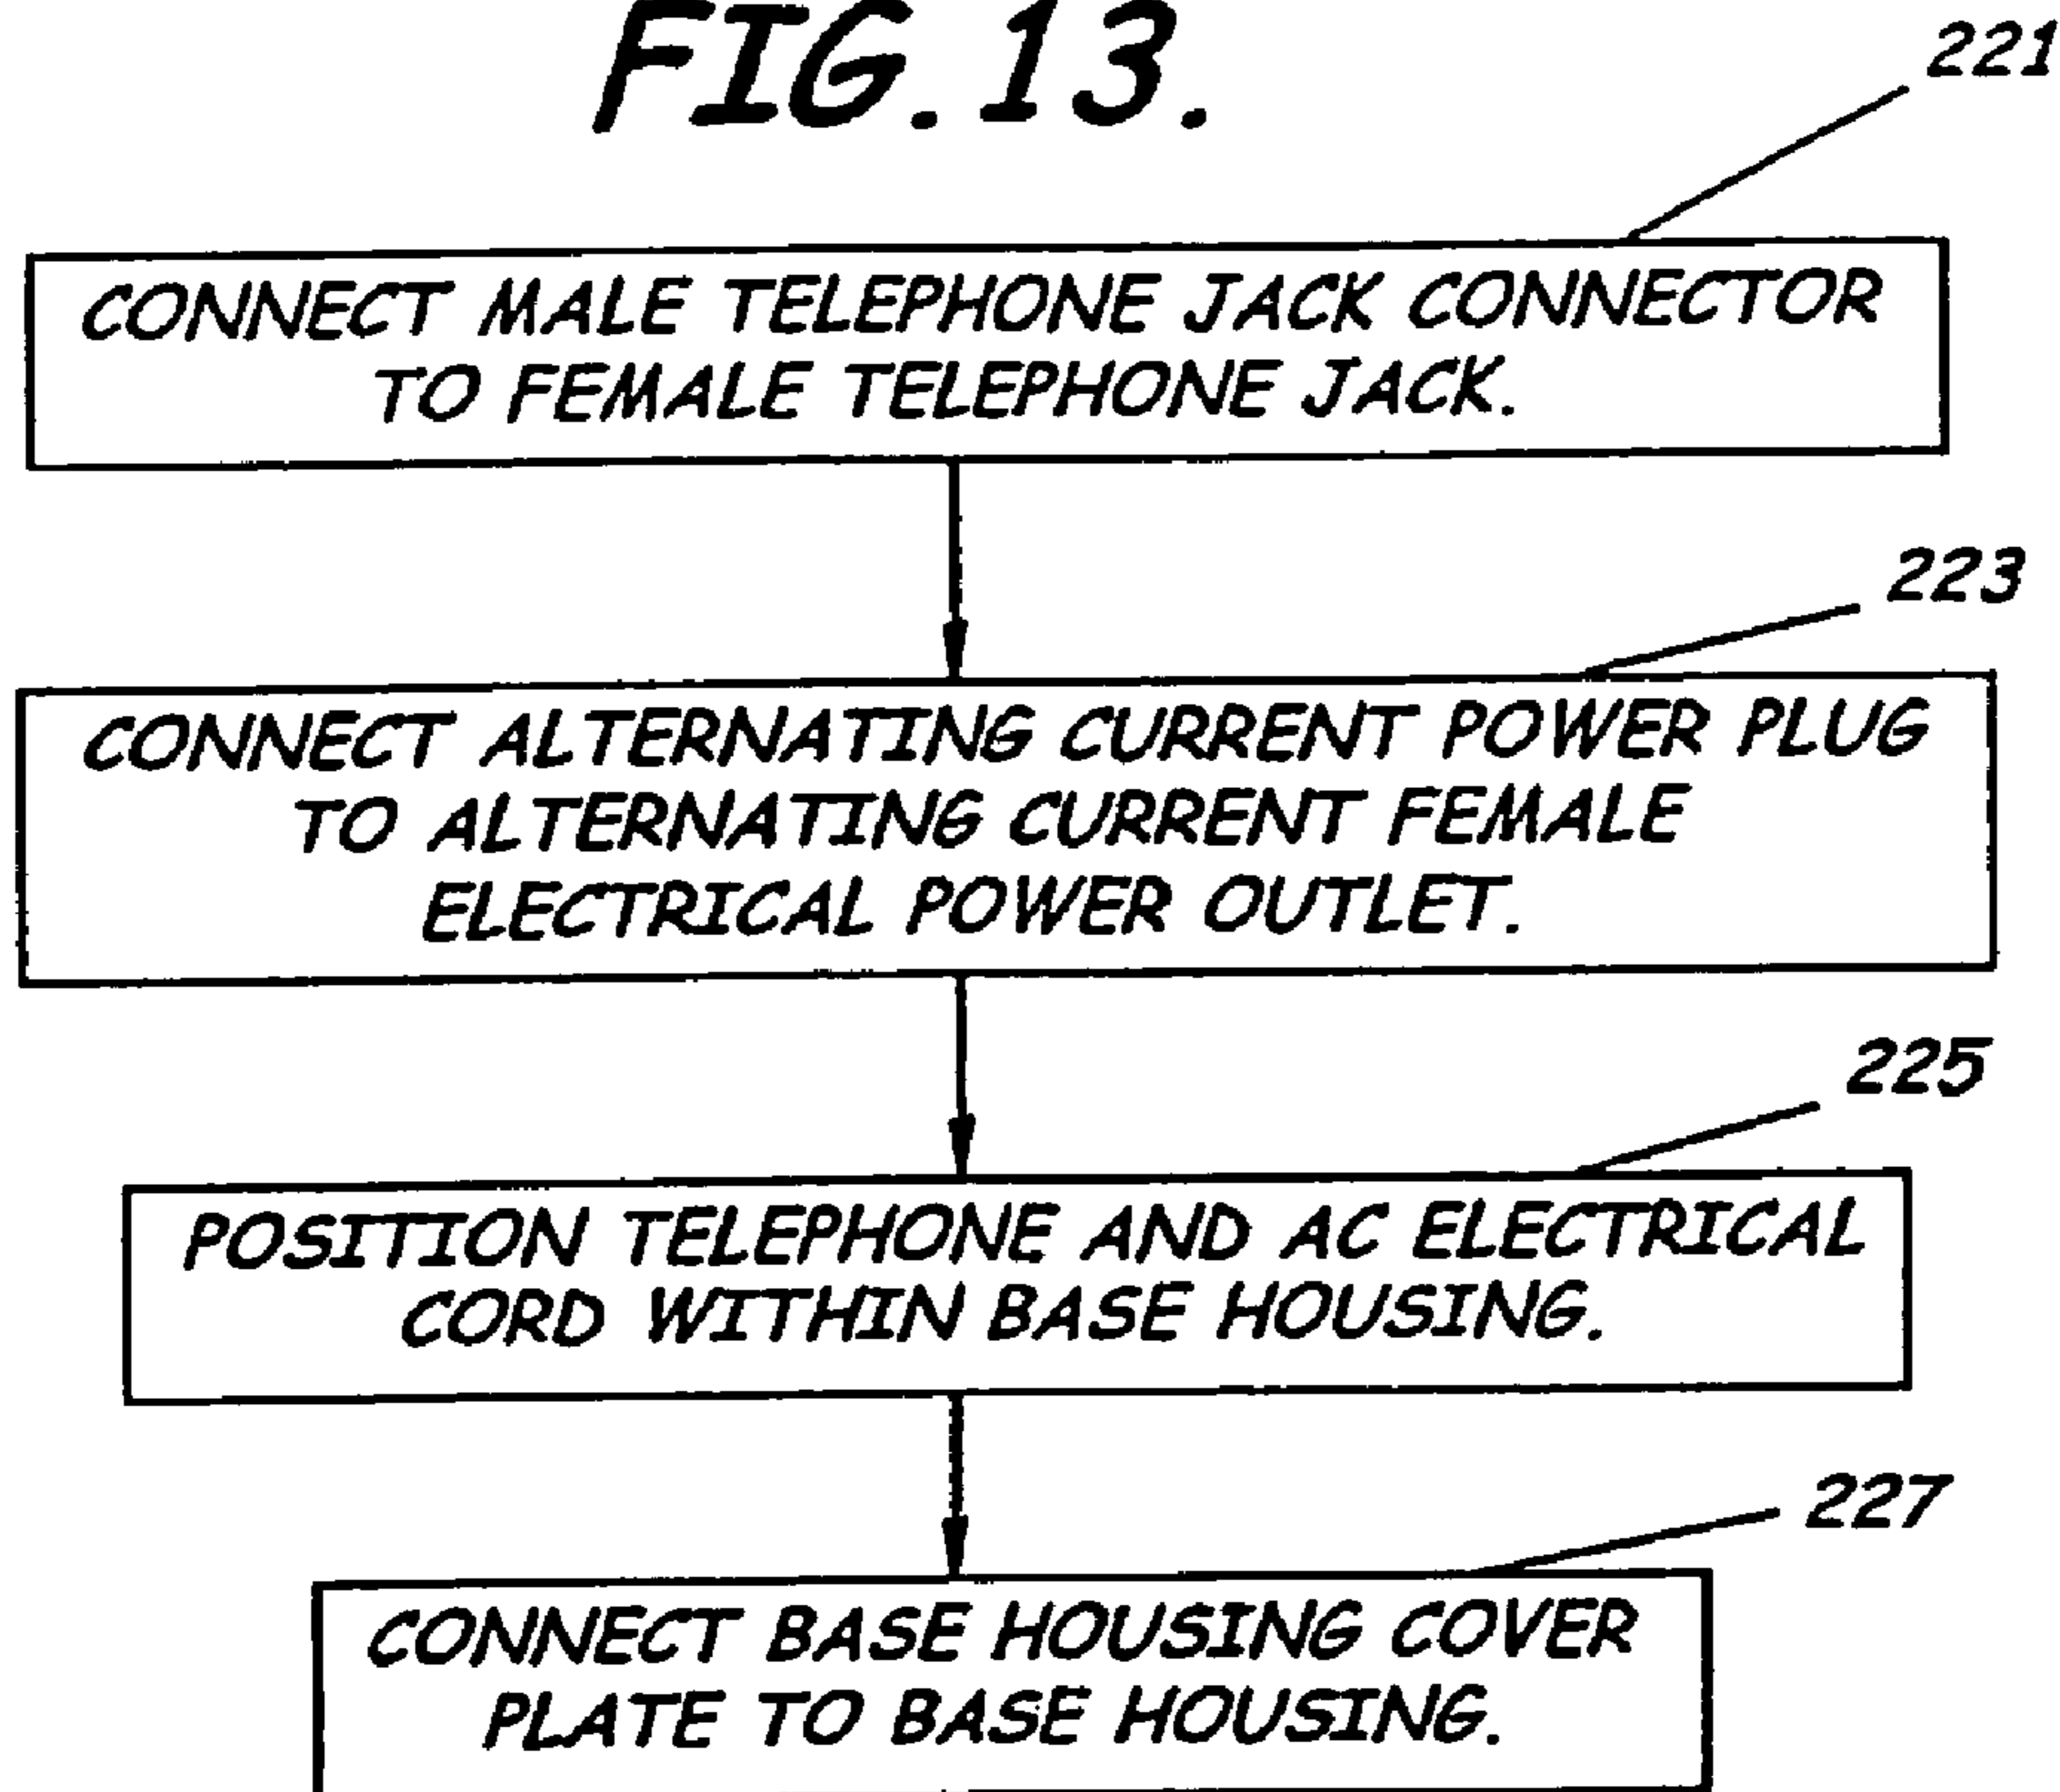 FIG. 13.
221
CONNECT MALE TELEPHONE JACK CONNECTOR
TO FEMALE TELEPHONE JACK.
223
CONNECT ALTERNATING CURRENT POWER PLUG
TO ALTERNATING CURRENT FEMALE
ELECTRICAL POWER OUTLET.
225
POSITION TELEPHONE AND AC ELECTRICAL
CORD WITHIN BASE HOUSING.
227
CONNECT BASE HOUSING COVER
PLATE TO BASE HOUSING.